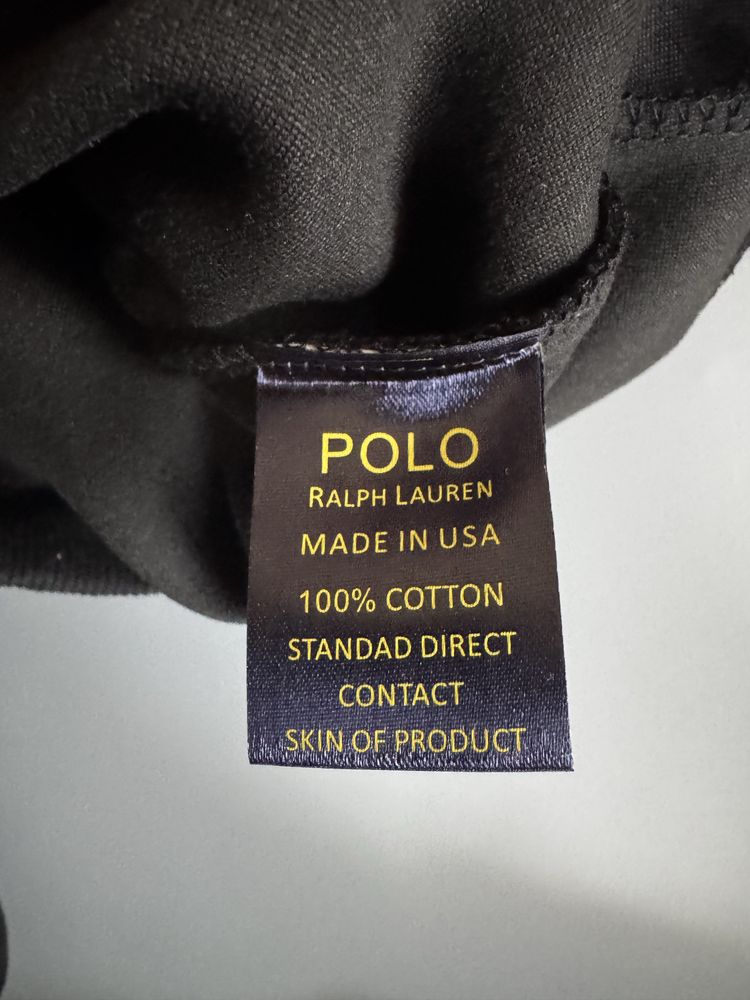 POLO
RALPH LAUREN
MADE IN USA
100% COTTON
STANDAD DIRECT
CONTACT
SKIN OF PRODUCT